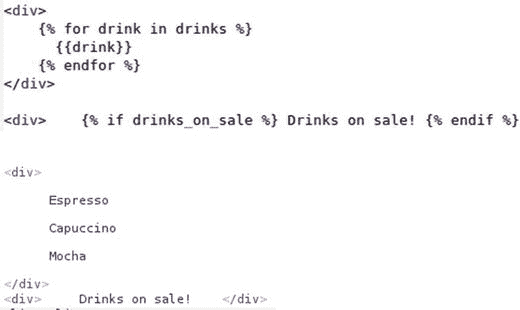 <div>
{% for drink in drinks %}
{{drink}}
{% endfor %}
</div>
<div> {% if drinks_on_sale %} Drinks on sale! {% endif %}
<div>
Espresso
Capuccino
Mocha
</div>
<div> Drinks on sale! </div>